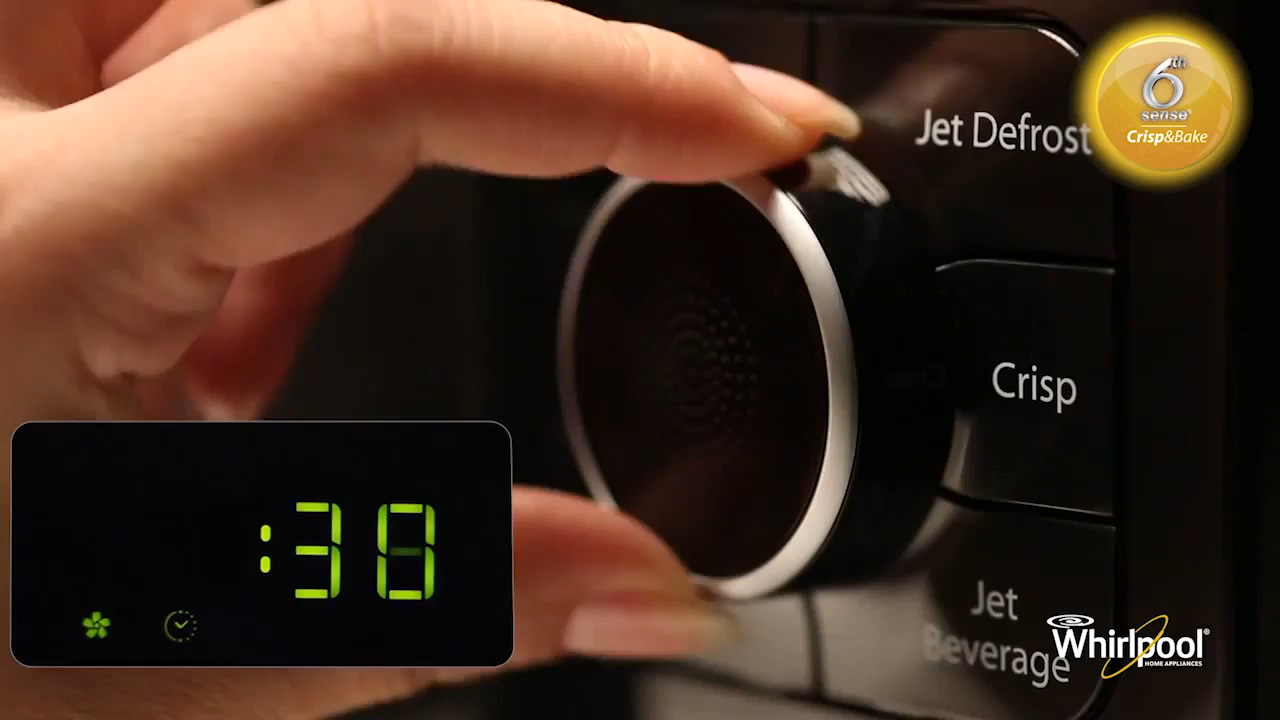 6th
sense®
Crisp&Bake
Jet Defrost
Crisp
:30
Jet
Beverage
Whirlpool®
HOME APPLIANCES